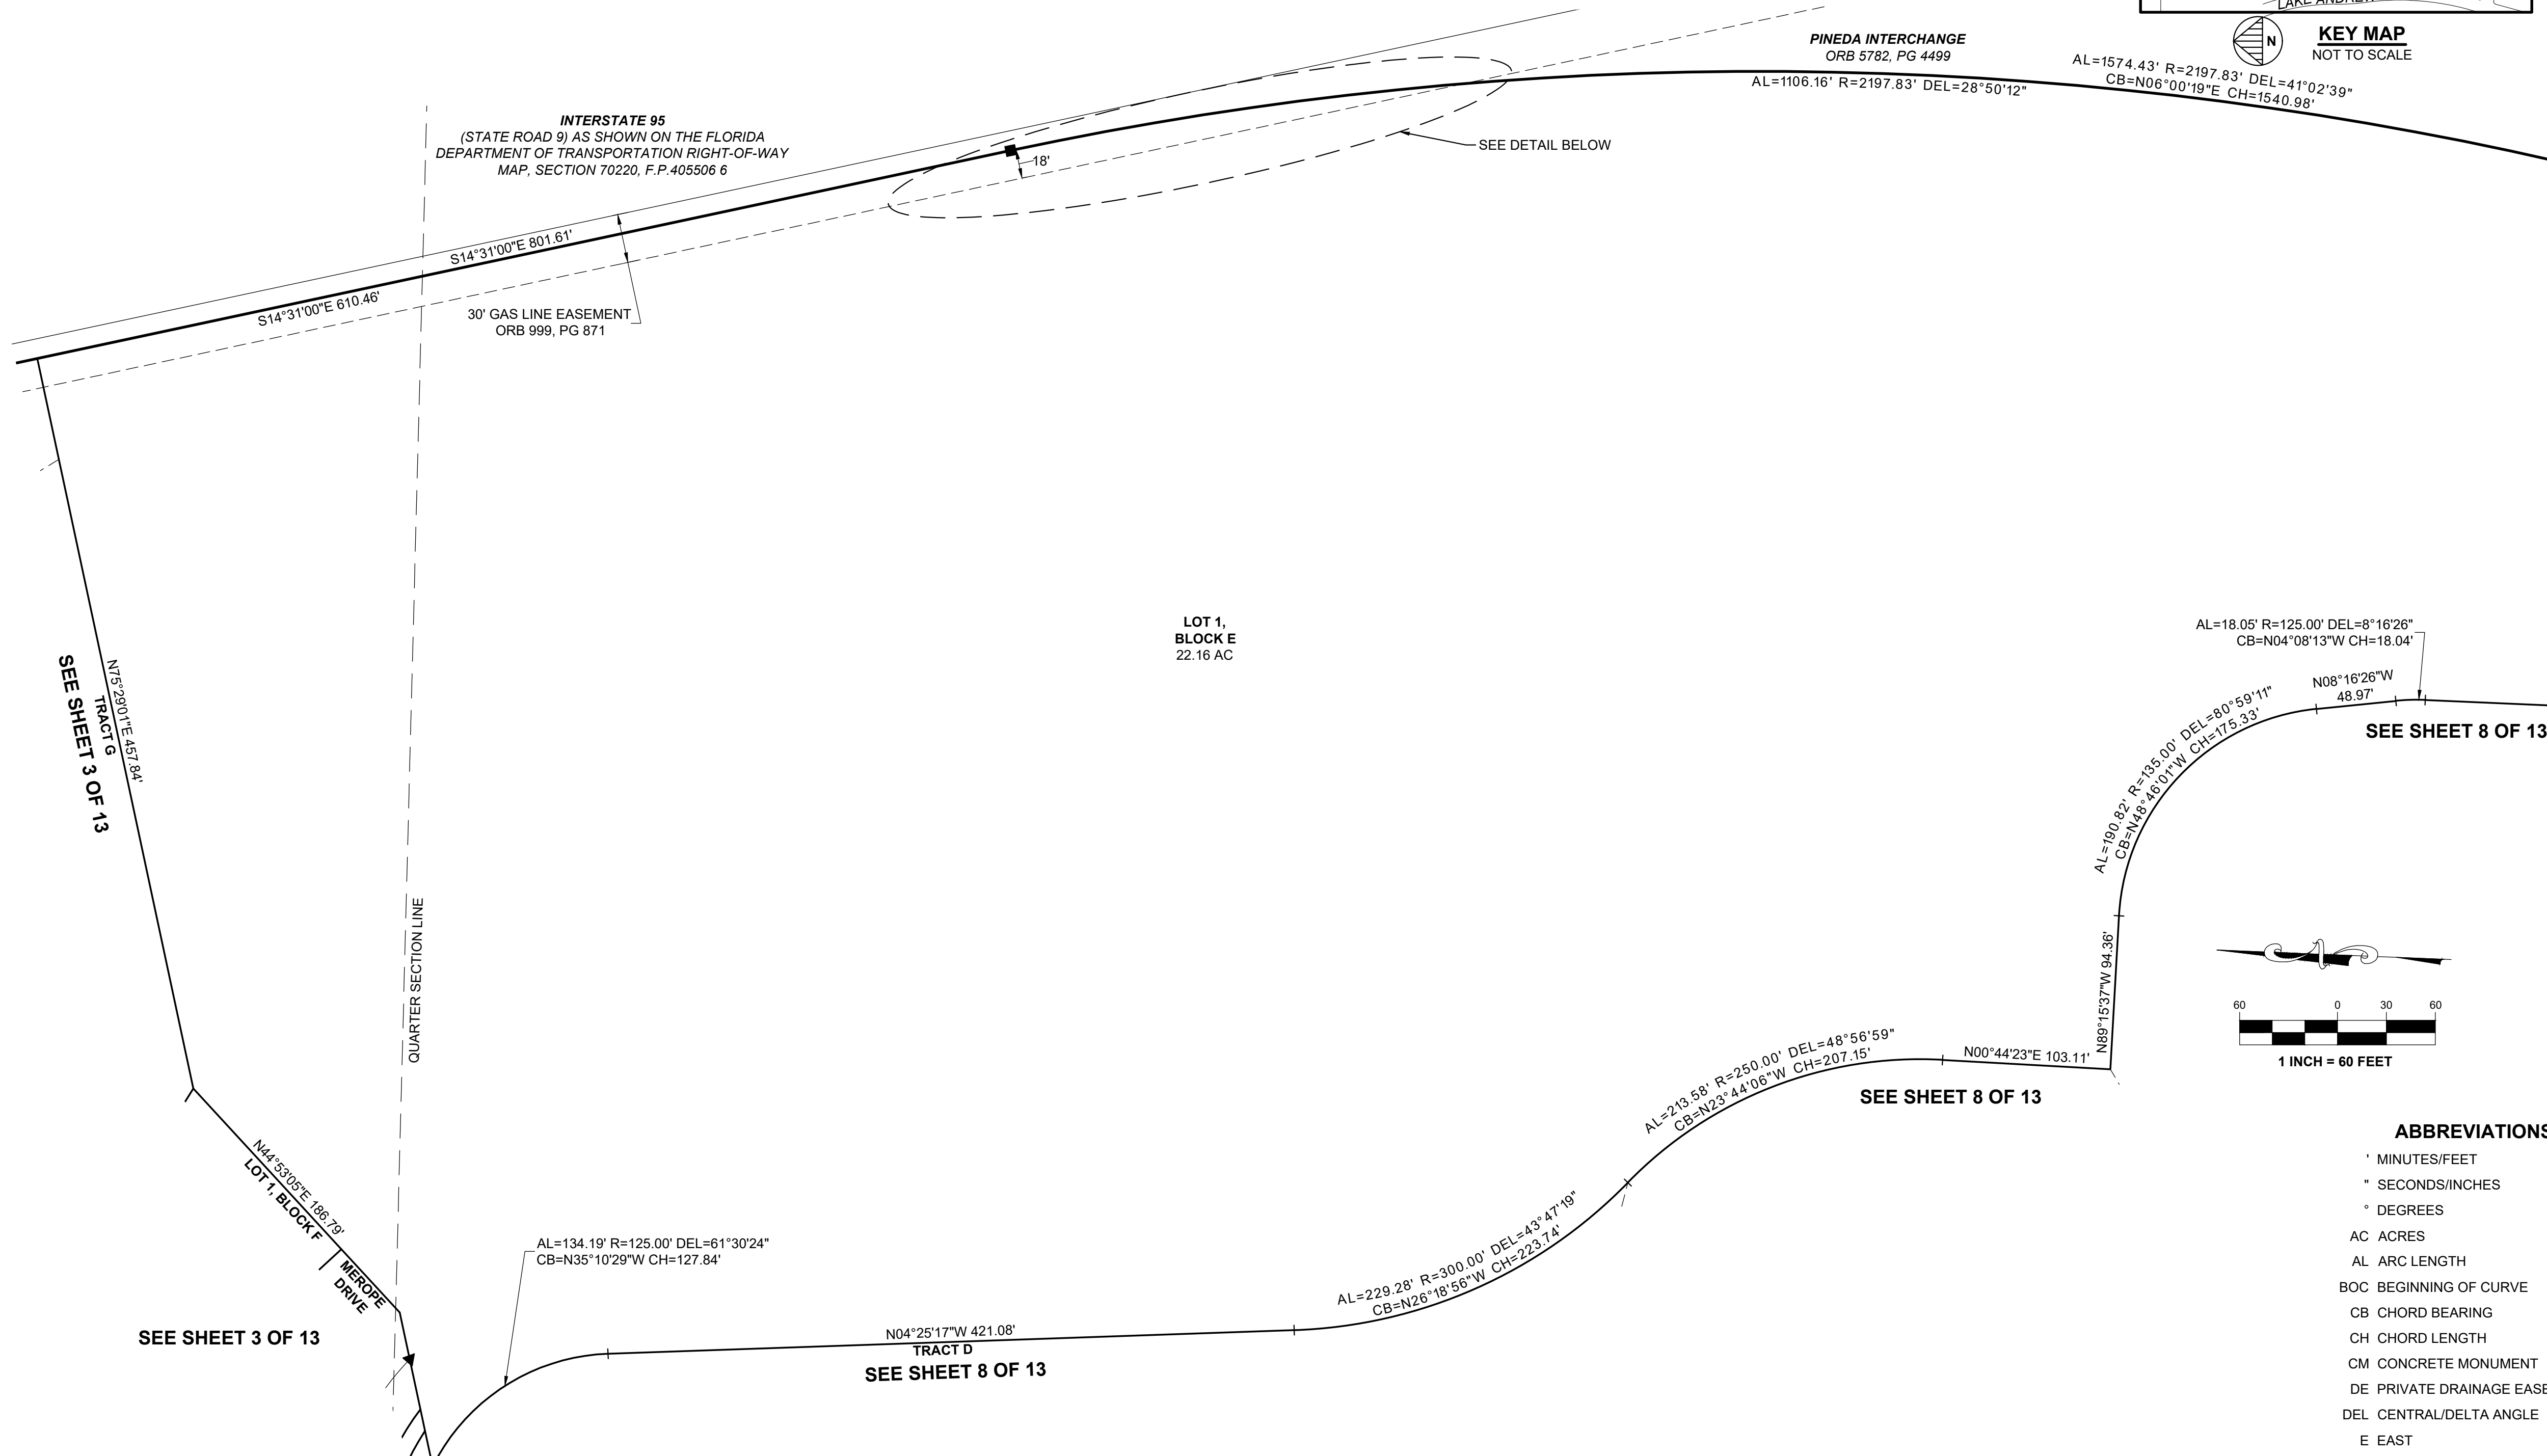 LAKE ANDREW
N
KEY MAP
NOT TO SCALE
PINEDA INTERCHANGE
ORB 5782, PG 4499
AL=1574.43' R=2197.83' DEL=41°02'39"
CB=N06°00'19"E CH=1540.98'
AL=1106.16' R=2197.83' DEL=28°50'12"
INTERSTATE 95
(STATE ROAD 9) AS SHOWN ON THE FLORIDA
DEPARTMENT OF TRANSPORTATION RIGHT-OF-WAY
MAP, SECTION 70220, F.P.405506 6
SEE DETAIL BELOW
18'
S14°31'00"E 801.61'
S14°31'00"E 610.46'
30' GAS LINE EASEMENT
ORB 999, PG 871
LOT 1,
BLOCK E
22.16 AC
N75°29'01"E 457.84'
TRACT G
SEE SHEET 3 OF 13
QUARTER SECTION LINE
AL=18.05' R=125.00' DEL=8°16'26"
CB=N04°08'13"W CH=18.04'
N08°16'26"W
48.97'
SEE SHEET 8 OF 13
AL=190.82' R=135.00' DEL=80°59'11"
CB=N48°46'01"W CH=175.33'
N89°15'37"W 94.36'
60 0 30 60
1 INCH = 60 FEET
N00°44'23"E 103.11'
SEE SHEET 8 OF 13
AL=213.58' R=250.00' DEL=48°56'59"
CB=N23°44'06"W CH=207.15'
AL=229.28' R=300.00' DEL=43°47'19"
CB=N26°18'56"W CH=223.74'
N44°53'05"E 186.79'
LOT 1, BLOCK F
MEROPE
DRIVE
SEE SHEET 3 OF 13
AL=134.19' R=125.00' DEL=61°30'24"
CB=N35°10'29"W CH=127.84'
N04°25'17"W 421.08'
TRACT D
SEE SHEET 8 OF 13
ABBREVIATIONS
' MINUTES/FEET
" SECONDS/INCHES
° DEGREES
AC ACRES
AL ARC LENGTH
BOC BEGINNING OF CURVE
CB CHORD BEARING
CH CHORD LENGTH
CM CONCRETE MONUMENT
DE PRIVATE DRAINAGE EASE
DEL CENTRAL/DELTA ANGLE
E EAST